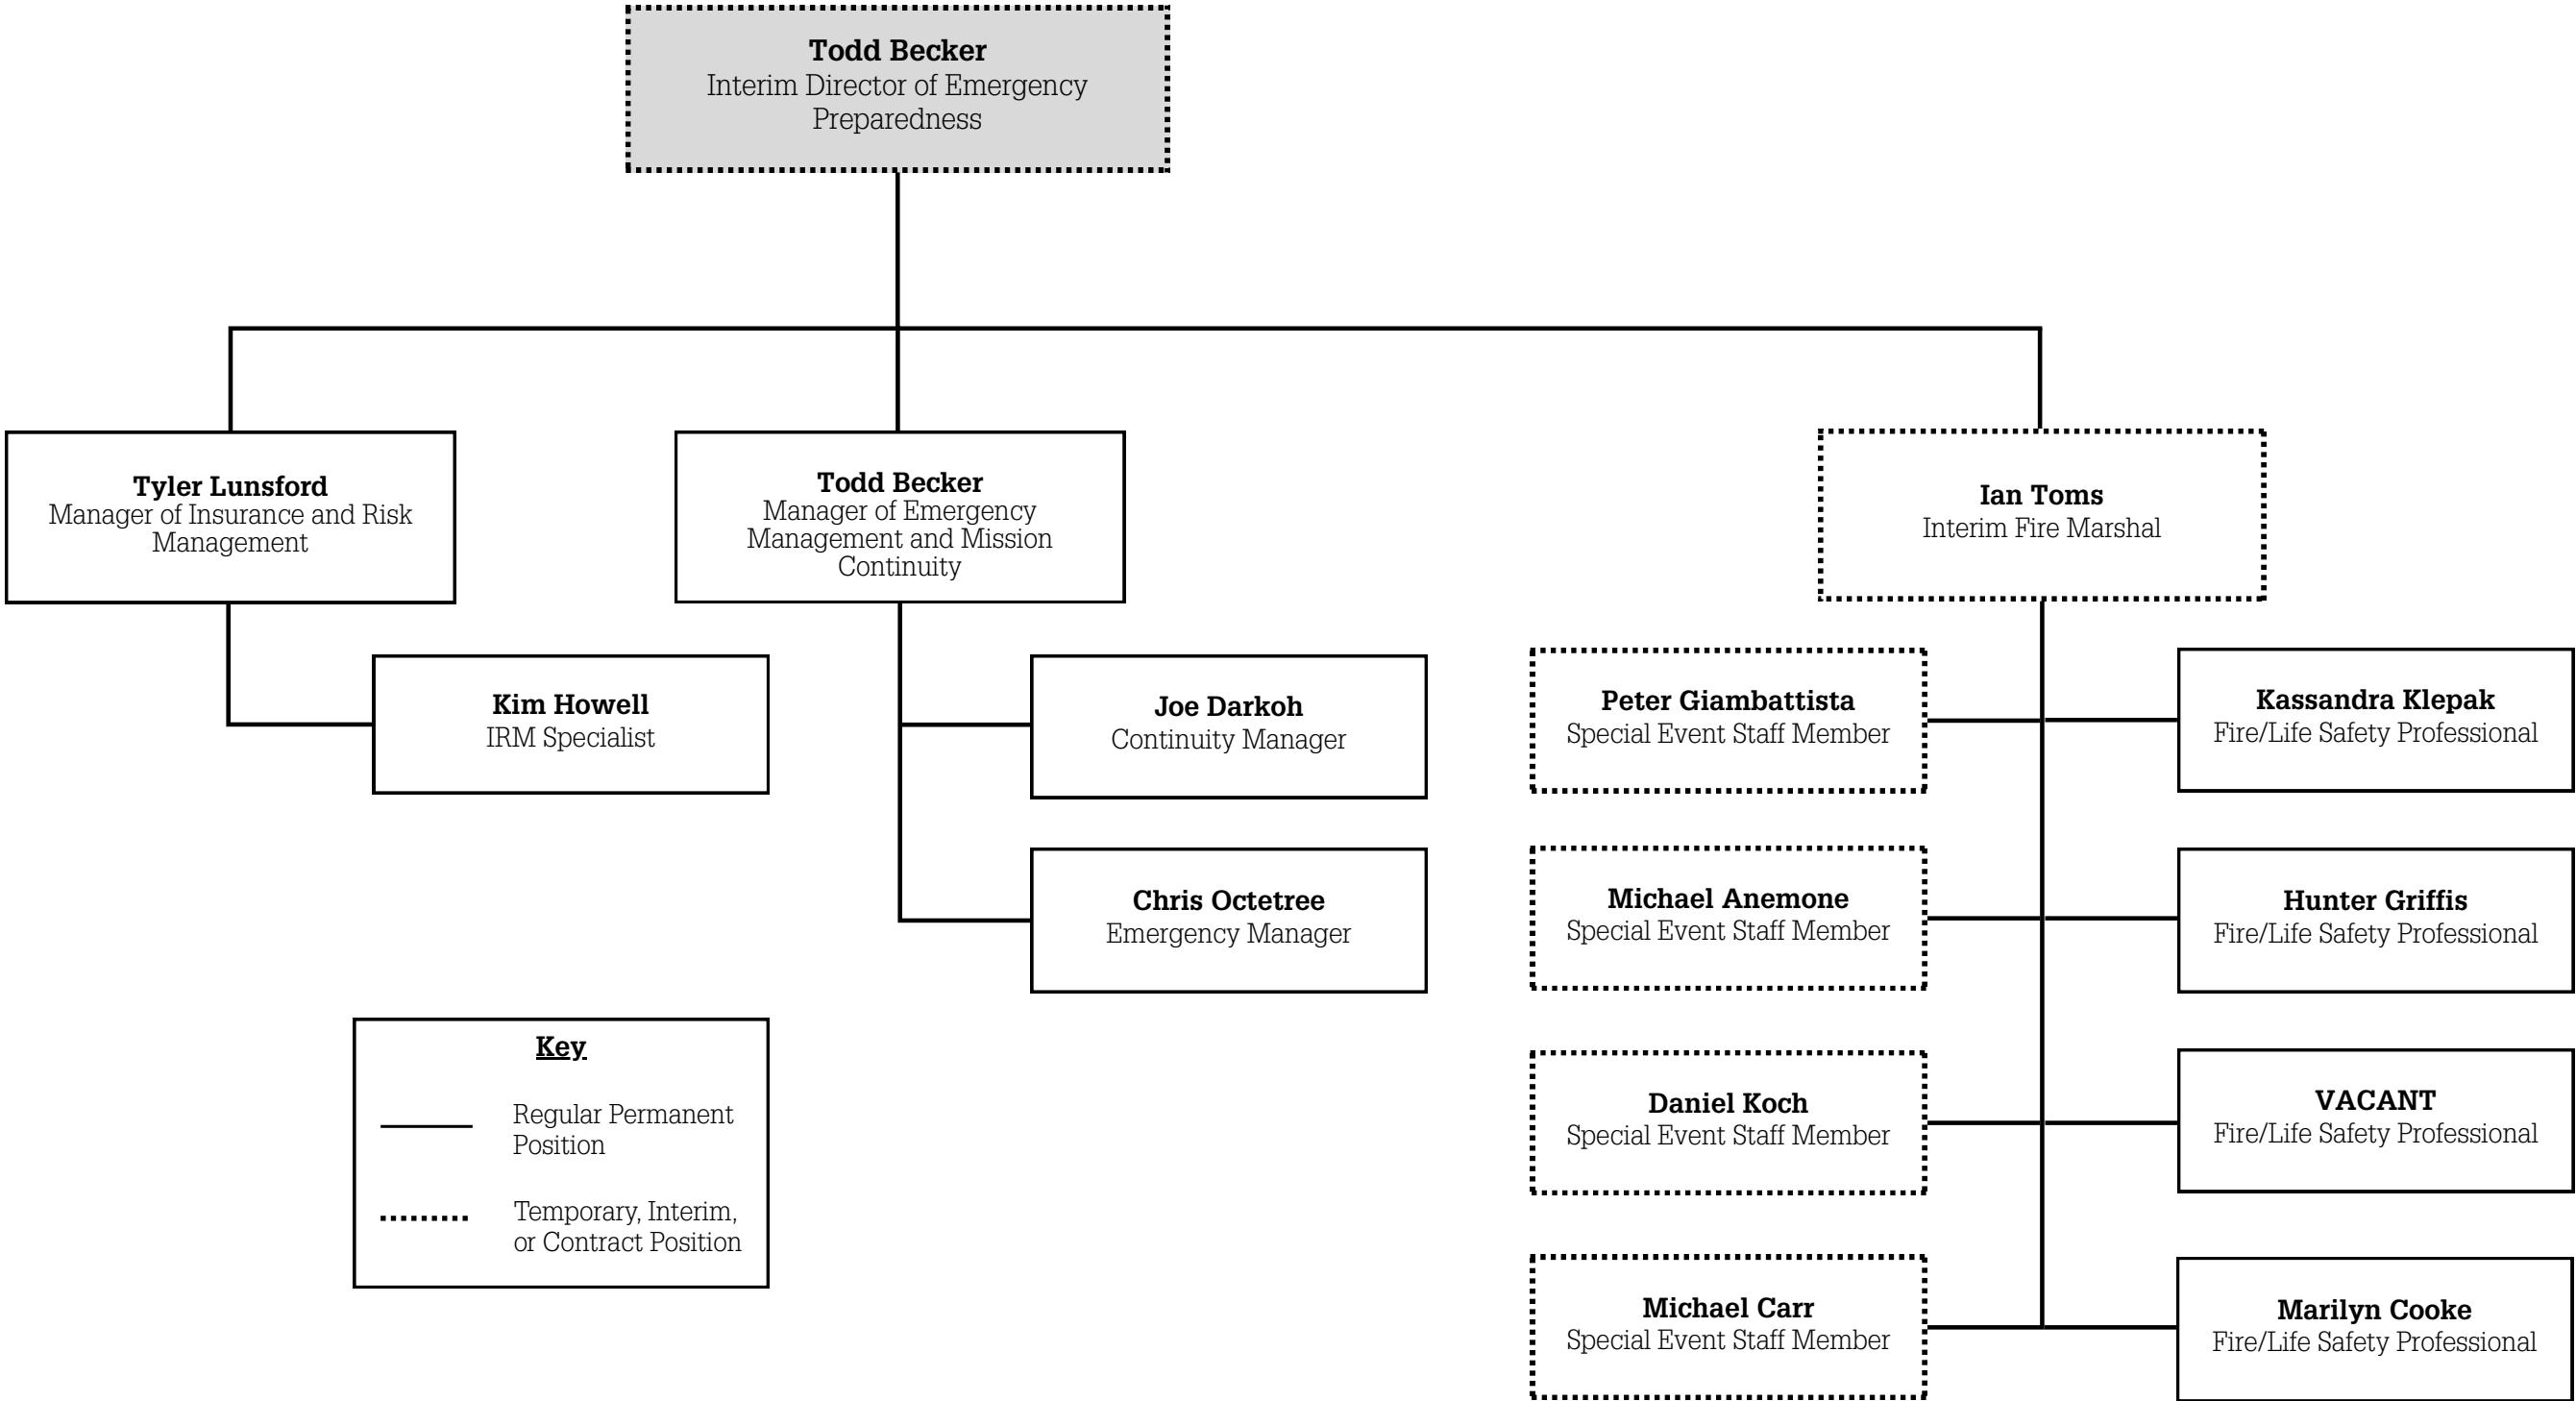 Todd Becker
Interim Director of Emergency
Preparedness
Tyler Lunsford
Manager of Insurance and Risk
Management
Todd Becker
Manager of Emergency
Management and Mission
Continuity
Ian Toms
Interim Fire Marshal
Kim Howell
IRM Specialist
Joe Darkoh
Continuity Manager
Chris Octetree
Emergency Manager
Peter Giambattista
Special Event Staff Member
Kassandra Klepak
Fire/Life Safety Professional
Michael Anemone
Special Event Staff Member
Hunter Griffis
Fire/Life Safety Professional
Daniel Koch
Special Event Staff Member
VACANT
Fire/Life Safety Professional
Michael Carr
Special Event Staff Member
Marilyn Cooke
Fire/Life Safety Professional
Key
Regular Permanent
Position
Temporary, Interim,
or Contract Position